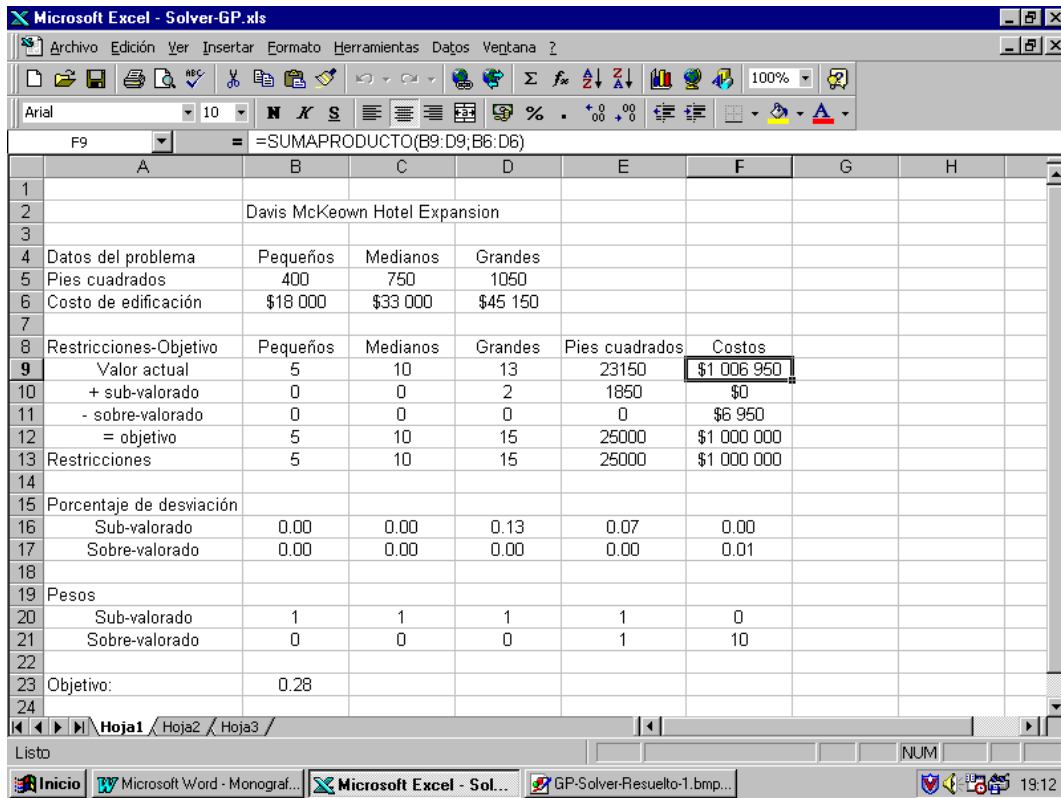 Microsoft Excel - Solver-GP.xls
Archivo Edición Ver Insertar Formato Herramientas Datos Ventana ?
100%
Arial 10 N K S
F9 = =SUMAPRODUCTO(B9:D9;B6:D6)
A B C D E F G H
1
2 Davis McKeown Hotel Expansion
3
4 Datos del problema Pequeños Medianos Grandes
5 Pies cuadrados 400 750 1050
6 Costo de edificación $18 000 $33 000 $45 150
7
8 Restricciones-Objetivo Pequeños Medianos Grandes Pies cuadrados Costos
9 Valor actual 5 10 13 23150 $1 006 950
10 + sub-valorado 0 0 2 1850 $0
11 - sobre-valorado 0 0 0 0 $6 950
12 = objetivo 5 10 15 25000 $1 000 000
13 Restricciones 5 10 15 25000 $1 000 000
14
15 Porcentaje de desviación
16 Sub-valorado 0.00 0.00 0.13 0.07 0.00
17 Sobre-valorado 0.00 0.00 0.00 0.00 0.01
18
19 Pesos
20 Sub-valorado 1 1 1 1 0
21 Sobre-valorado 0 0 0 1 10
22
23 Objetivo: 0.28
24
Hoja1 Hoja2 Hoja3
Listo NUM
Inicio Microsoft Word - Monograf... Microsoft Excel - Sol... GP-Solver-Resuelto-1.bmp... 19:12